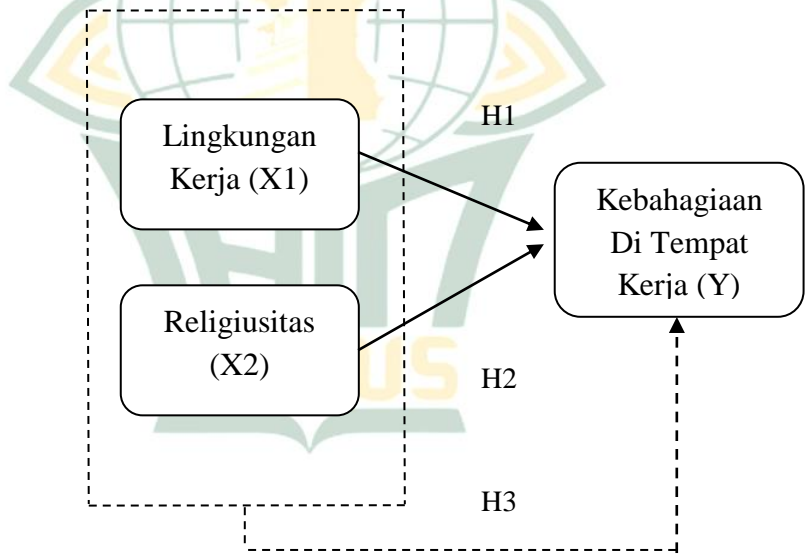 H1
Lingkungan
Kerja (X1)
Kebahagiaan
Di Tempat
Kerja (Y)
Religiusitas
(X2)
H2
H3